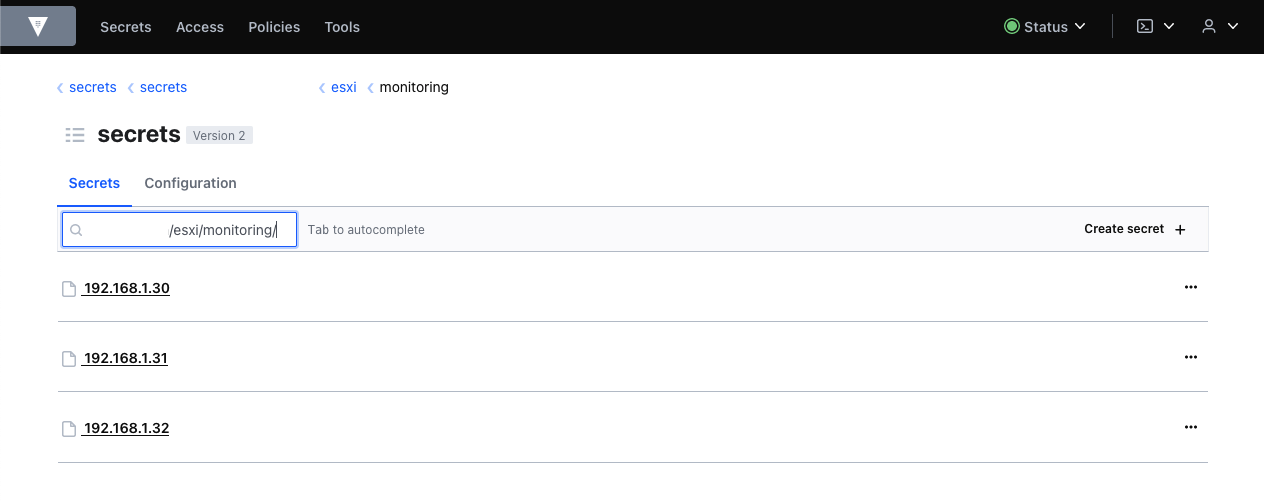 Secrets Access Policies Tools Status
secrets secrets esxi monitoring
secrets Version 2
Secrets Configuration
/esxi/monitoring/ Tab to autocomplete Create secret +
192.168.1.30 •••
192.168.1.31 •••
192.168.1.32 •••